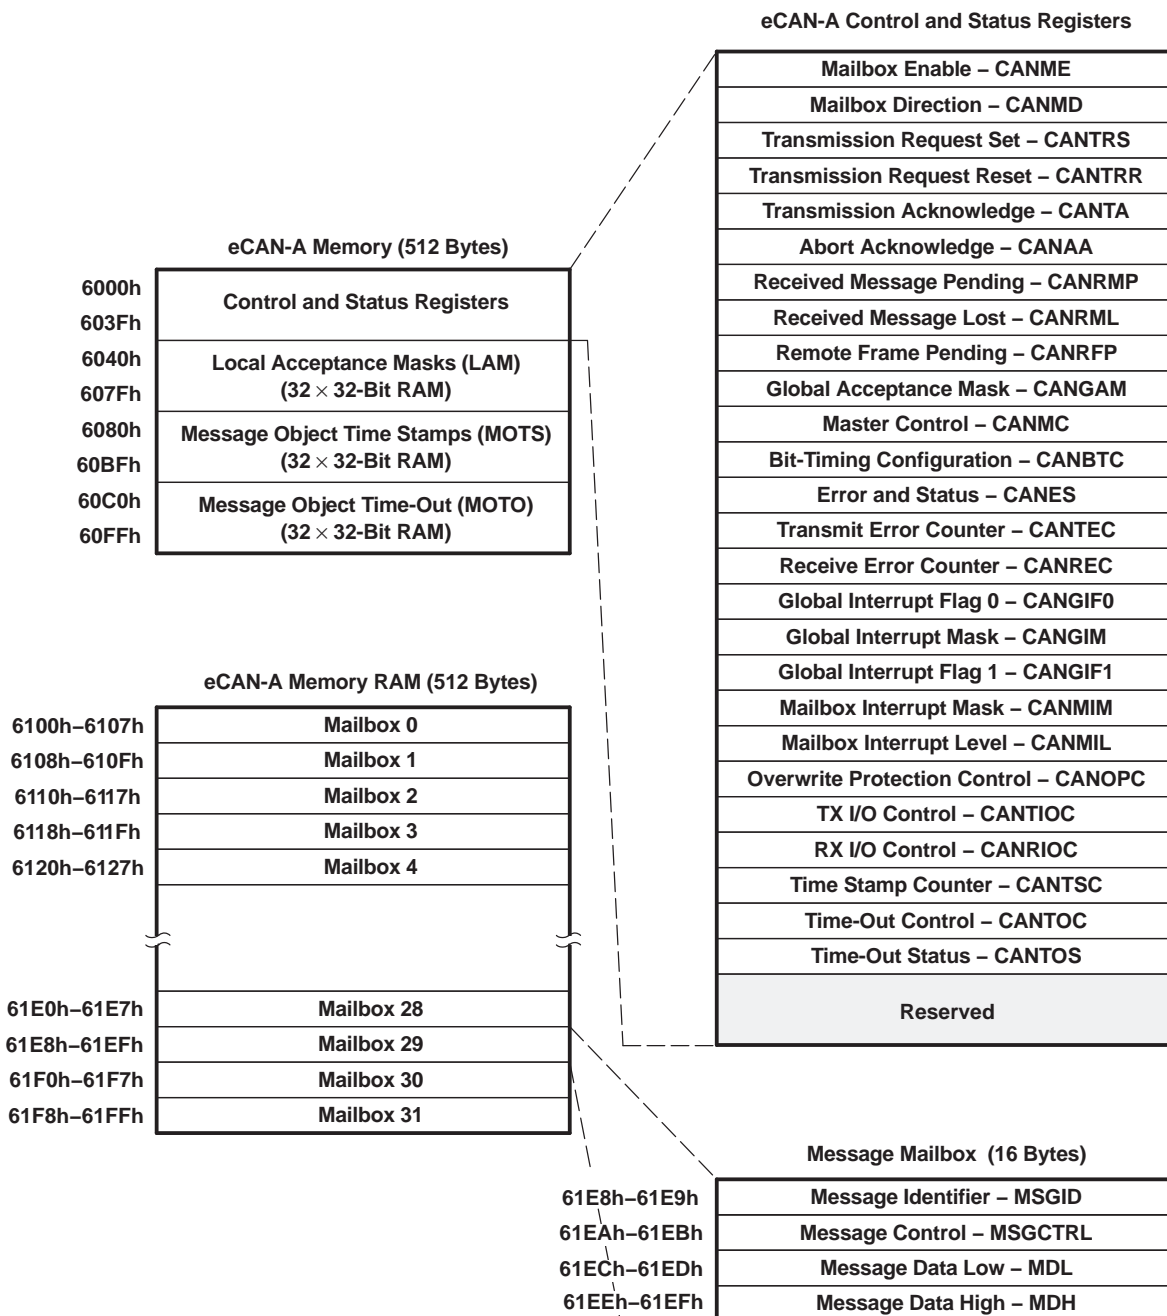 eCAN-A Control and Status Registers
Mailbox Enable – CANME
Mailbox Direction – CANMD
Transmission Request Set – CANTRS
Transmission Request Reset – CANTRR
Transmission Acknowledge – CANTA
Abort Acknowledge – CANAA
Received Message Pending – CANRMP
Received Message Lost – CANRML
Remote Frame Pending – CANRFP
Global Acceptance Mask – CANGAM
Master Control – CANMC
Bit-Timing Configuration – CANBTC
Error and Status – CANES
Transmit Error Counter – CANTEC
Receive Error Counter – CANREC
Global Interrupt Flag 0 – CANGIF0
Global Interrupt Mask – CANGIM
Global Interrupt Flag 1 – CANGIF1
Mailbox Interrupt Mask – CANMIM
Mailbox Interrupt Level – CANMIL
Overwrite Protection Control – CANOPC
TX I/O Control – CANTIOC
RX I/O Control – CANRIOC
Time Stamp Counter – CANTSC
Time-Out Control – CANTOC
Time-Out Status – CANTOS
Reserved
eCAN-A Memory (512 Bytes)
6000h
Control and Status Registers
603Fh
6040h
Local Acceptance Masks (LAM)
(32 × 32-Bit RAM)
607Fh
6080h
Message Object Time Stamps (MOTS)
(32 × 32-Bit RAM)
60BFh
60C0h
Message Object Time-Out (MOTO)
(32 × 32-Bit RAM)
60FFh
eCAN-A Memory RAM (512 Bytes)
6100h–6107h Mailbox 0
6108h–610Fh Mailbox 1
6110h–6117h Mailbox 2
6118h–611Fh Mailbox 3
6120h–6127h Mailbox 4
61E0h–61E7h Mailbox 28
61E8h–61EFh Mailbox 29
61F0h–61F7h Mailbox 30
61F8h–61FFh Mailbox 31
Message Mailbox (16 Bytes)
61E8h–61E9h Message Identifier – MSGID
61EAh–61EBh Message Control – MSGCTRL
61ECh–61EDh Message Data Low – MDL
61EEh–61EFh Message Data High – MDH